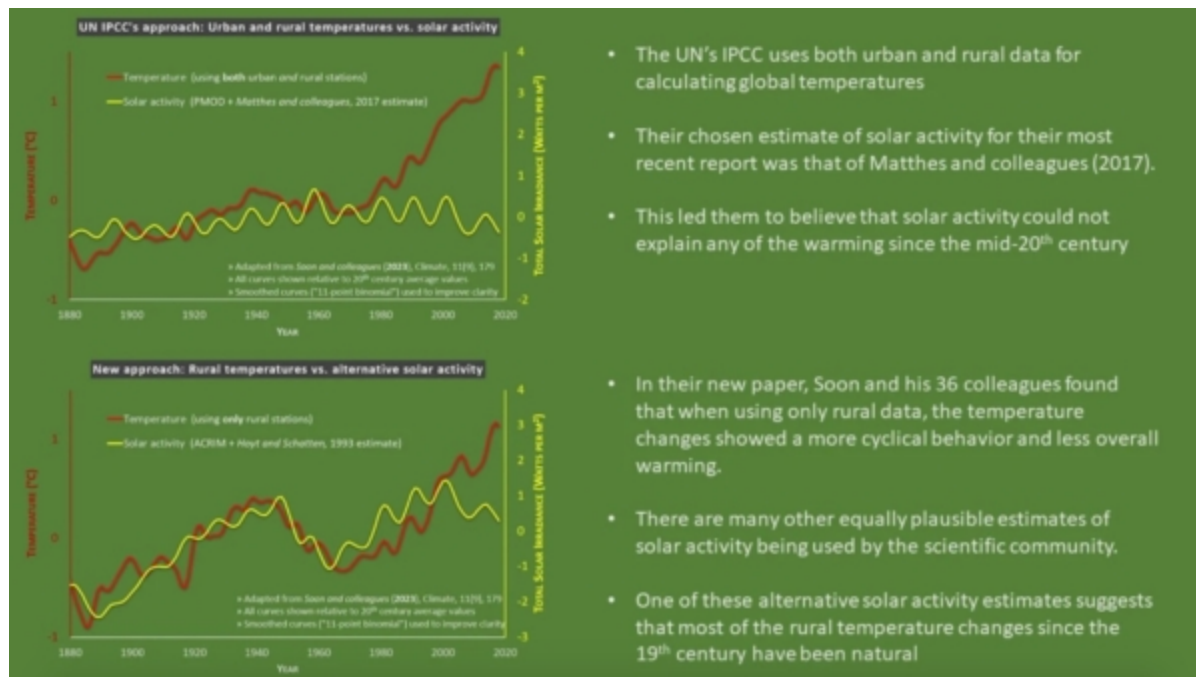 UN IPCC's approach: Urban and rural temperatures vs. solar activity
Temperature (using both urban and rural stations)
Solar activity (PMOD + Matthes and colleagues, 2017 estimate)
TEMPERATURE (°C)
1
0
-1
TOTAL SOLAR IRRADIANCE (WATTS PER M²)
4
3
2
1
0
-1
-2
» Adapted from Soon and colleagues (2023), Climate, 11(9), 179
» All curves shown relative to 20th century average values
» Smoothed curves ("11-point binomial") used to improve clarity
1880 1900 1920 1940 1960 1980 2000 2020
YEAR
• The UN's IPCC uses both urban and rural data for
calculating global temperatures
• Their chosen estimate of solar activity for their most
recent report was that of Matthes and colleagues (2017).
• This led them to believe that solar activity could not
explain any of the warming since the mid-20th century
New approach: Rural temperatures vs. alternative solar activity
Temperature (using only rural stations)
Solar activity (ACRIM + Hoyt and Schatten, 1993 estimate)
TEMPERATURE (°C)
1
0
-1
TOTAL SOLAR IRRADIANCE (WATTS PER M²)
4
3
2
1
0
-1
-2
-3
» Adapted from Soon and colleagues (2023), Climate, 11(9), 179
» All curves shown relative to 20th century average values
» Smoothed curves ("11-point binomial") used to improve clarity
1880 1900 1920 1940 1960 1980 2000 2020
YEAR
• In their new paper, Soon and his 36 colleagues found
that when using only rural data, the temperature
changes showed a more cyclical behavior and less overall
warming.
• There are many other equally plausible estimates of
solar activity being used by the scientific community.
• One of these alternative solar activity estimates suggests
that most of the rural temperature changes since the
19th century have been natural